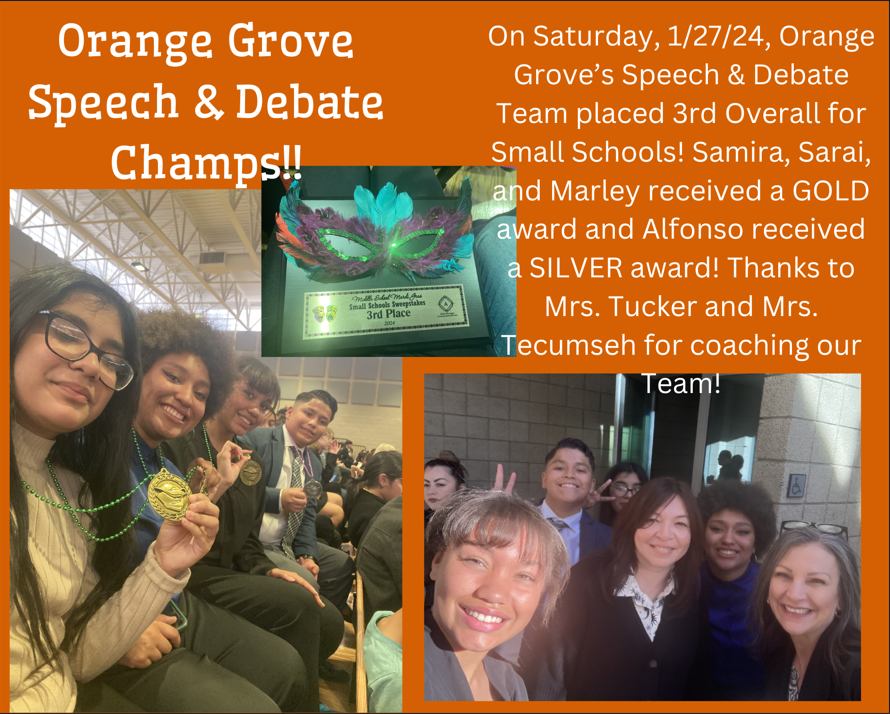 Orange Grove
Speech & Debate
Champs!!
On Saturday, 1/27/24, Orange
Grove’s Speech & Debate
Team placed 3rd Overall for
Small Schools! Samira, Sarai,
and Marley received a GOLD
award and Alfonso received
a SILVER award! Thanks to
Mrs. Tucker and Mrs.
Tecumseh for coaching our
Team!
Middle School Mardi Gras
Small Schools Sweepstakes
3rd Place
2024